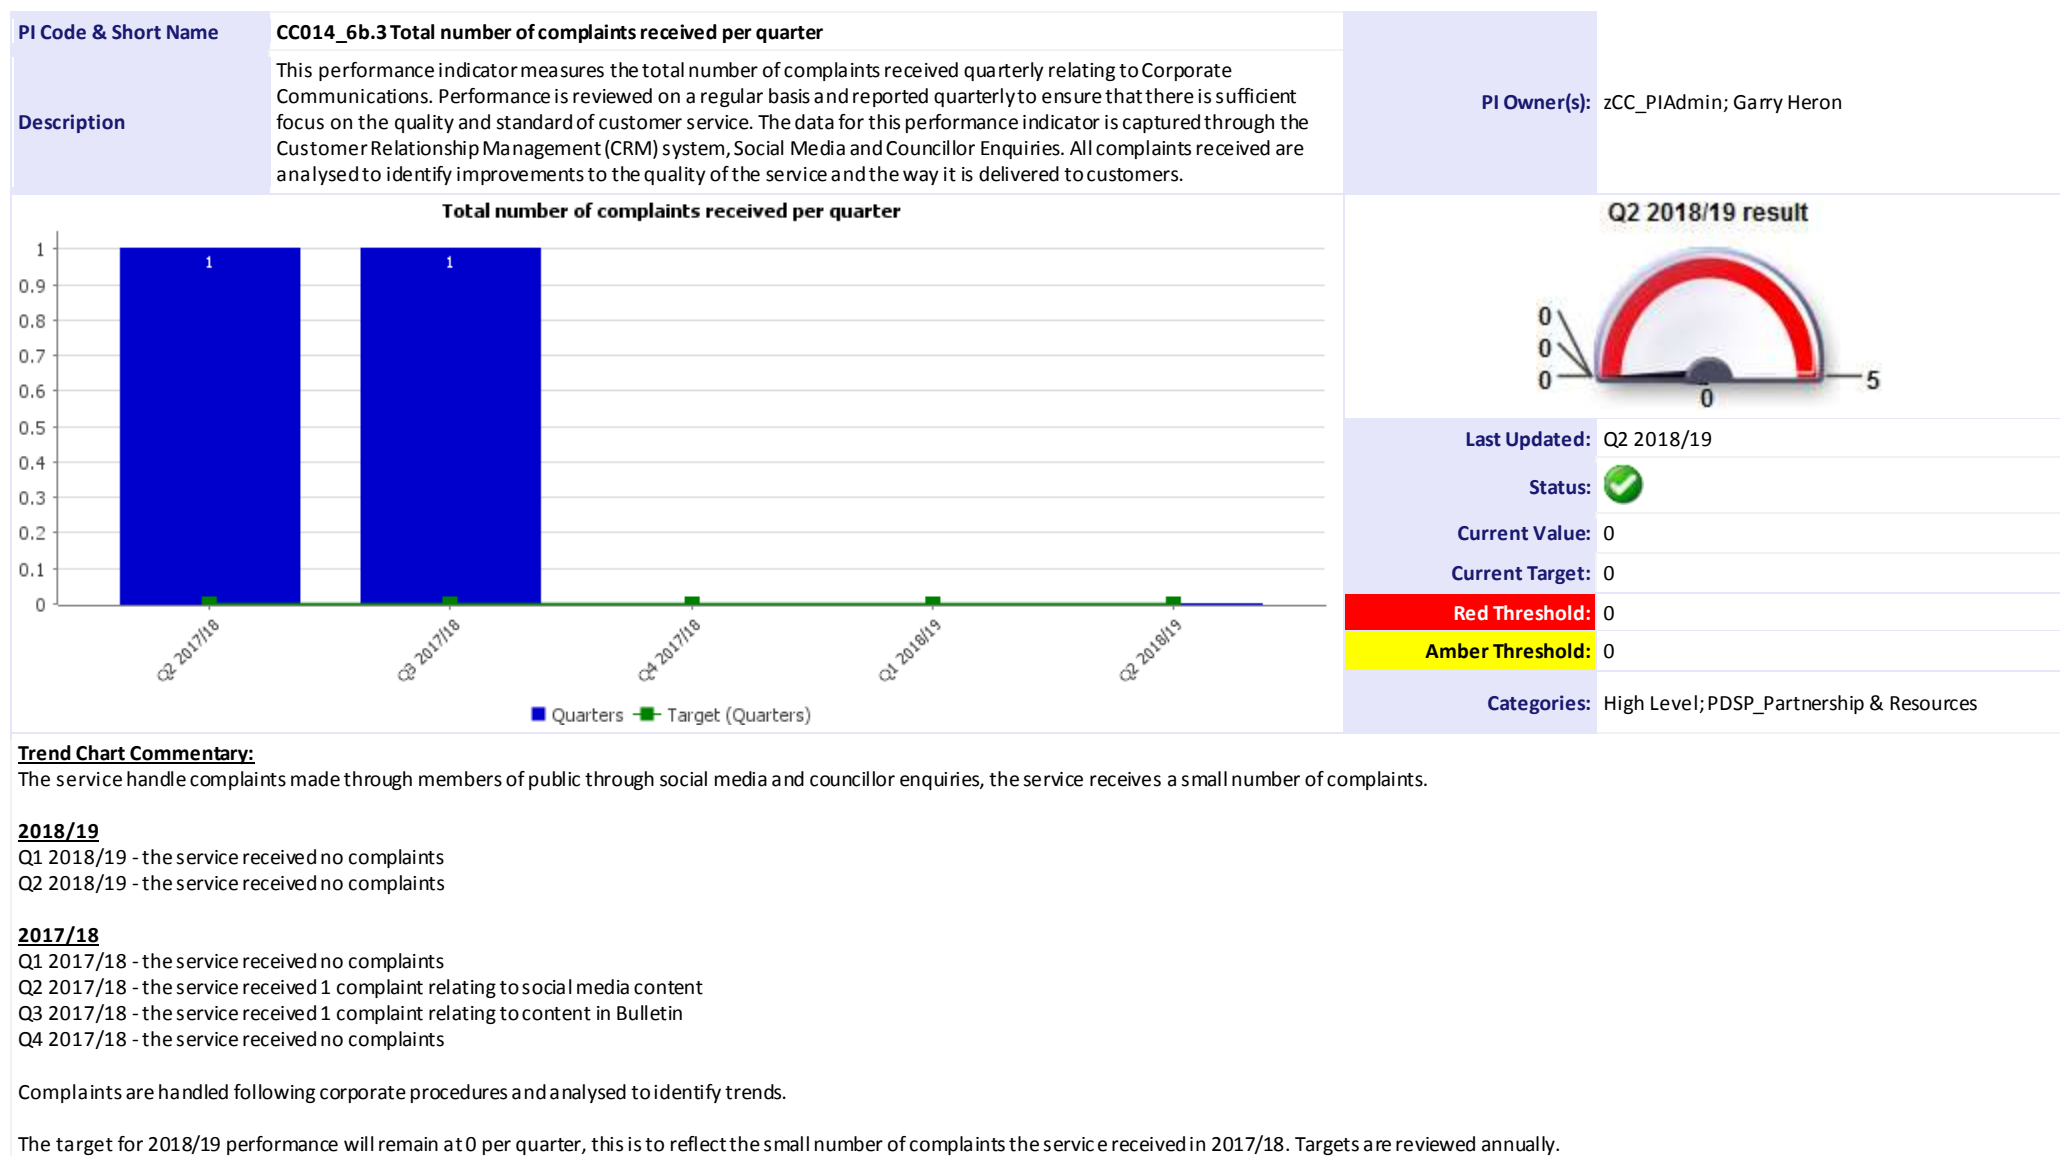 PI Code & Short Name
CC014_6b.3 Total number of complaints received per quarter
Description
This performance indicator measures the total number of complaints received quarterly relating to Corporate
Communications. Performance is reviewed on a regular basis and reported quarterly to ensure that there is sufficient
focus on the quality and standard of customer service. The data for this performance indicator is captured through the
Customer Relationship Management (CRM) system, Social Media and Councillor Enquiries. All complaints received are
analysed to identify improvements to the quality of the service and the way it is delivered to customers.
PI Owner(s): zCC_PIAdmin; Garry Heron
Total number of complaints received per quarter
1
0.9
0.8
0.7
0.6
0.5
0.4
0.3
0.2
0.1
0
1
1
Q2 2017/18
Q3 2017/18
Q4 2017/18
Q1 2018/19
Q2 2018/19
Quarters
Target (Quarters)
Q2 2018/19 result
0
0
0
5
0
Last Updated: Q2 2018/19
Status:
Current Value: 0
Current Target: 0
Red Threshold: 0
Amber Threshold: 0
Categories: High Level; PDSP_Partnership & Resources
Trend Chart Commentary:
The service handle complaints made through members of public through social media and councillor enquiries, the service receives a small number of complaints.
2018/19
Q1 2018/19 - the service received no complaints
Q2 2018/19 - the service received no complaints
2017/18
Q1 2017/18 - the service received no complaints
Q2 2017/18 - the service received 1 complaint relating to social media content
Q3 2017/18 - the service received 1 complaint relating to content in Bulletin
Q4 2017/18 - the service received no complaints
Complaints are handled following corporate procedures and analysed to identify trends.
The target for 2018/19 performance will remain at 0 per quarter, this is to reflect the small number of complaints the service received in 2017/18. Targets are reviewed annually.